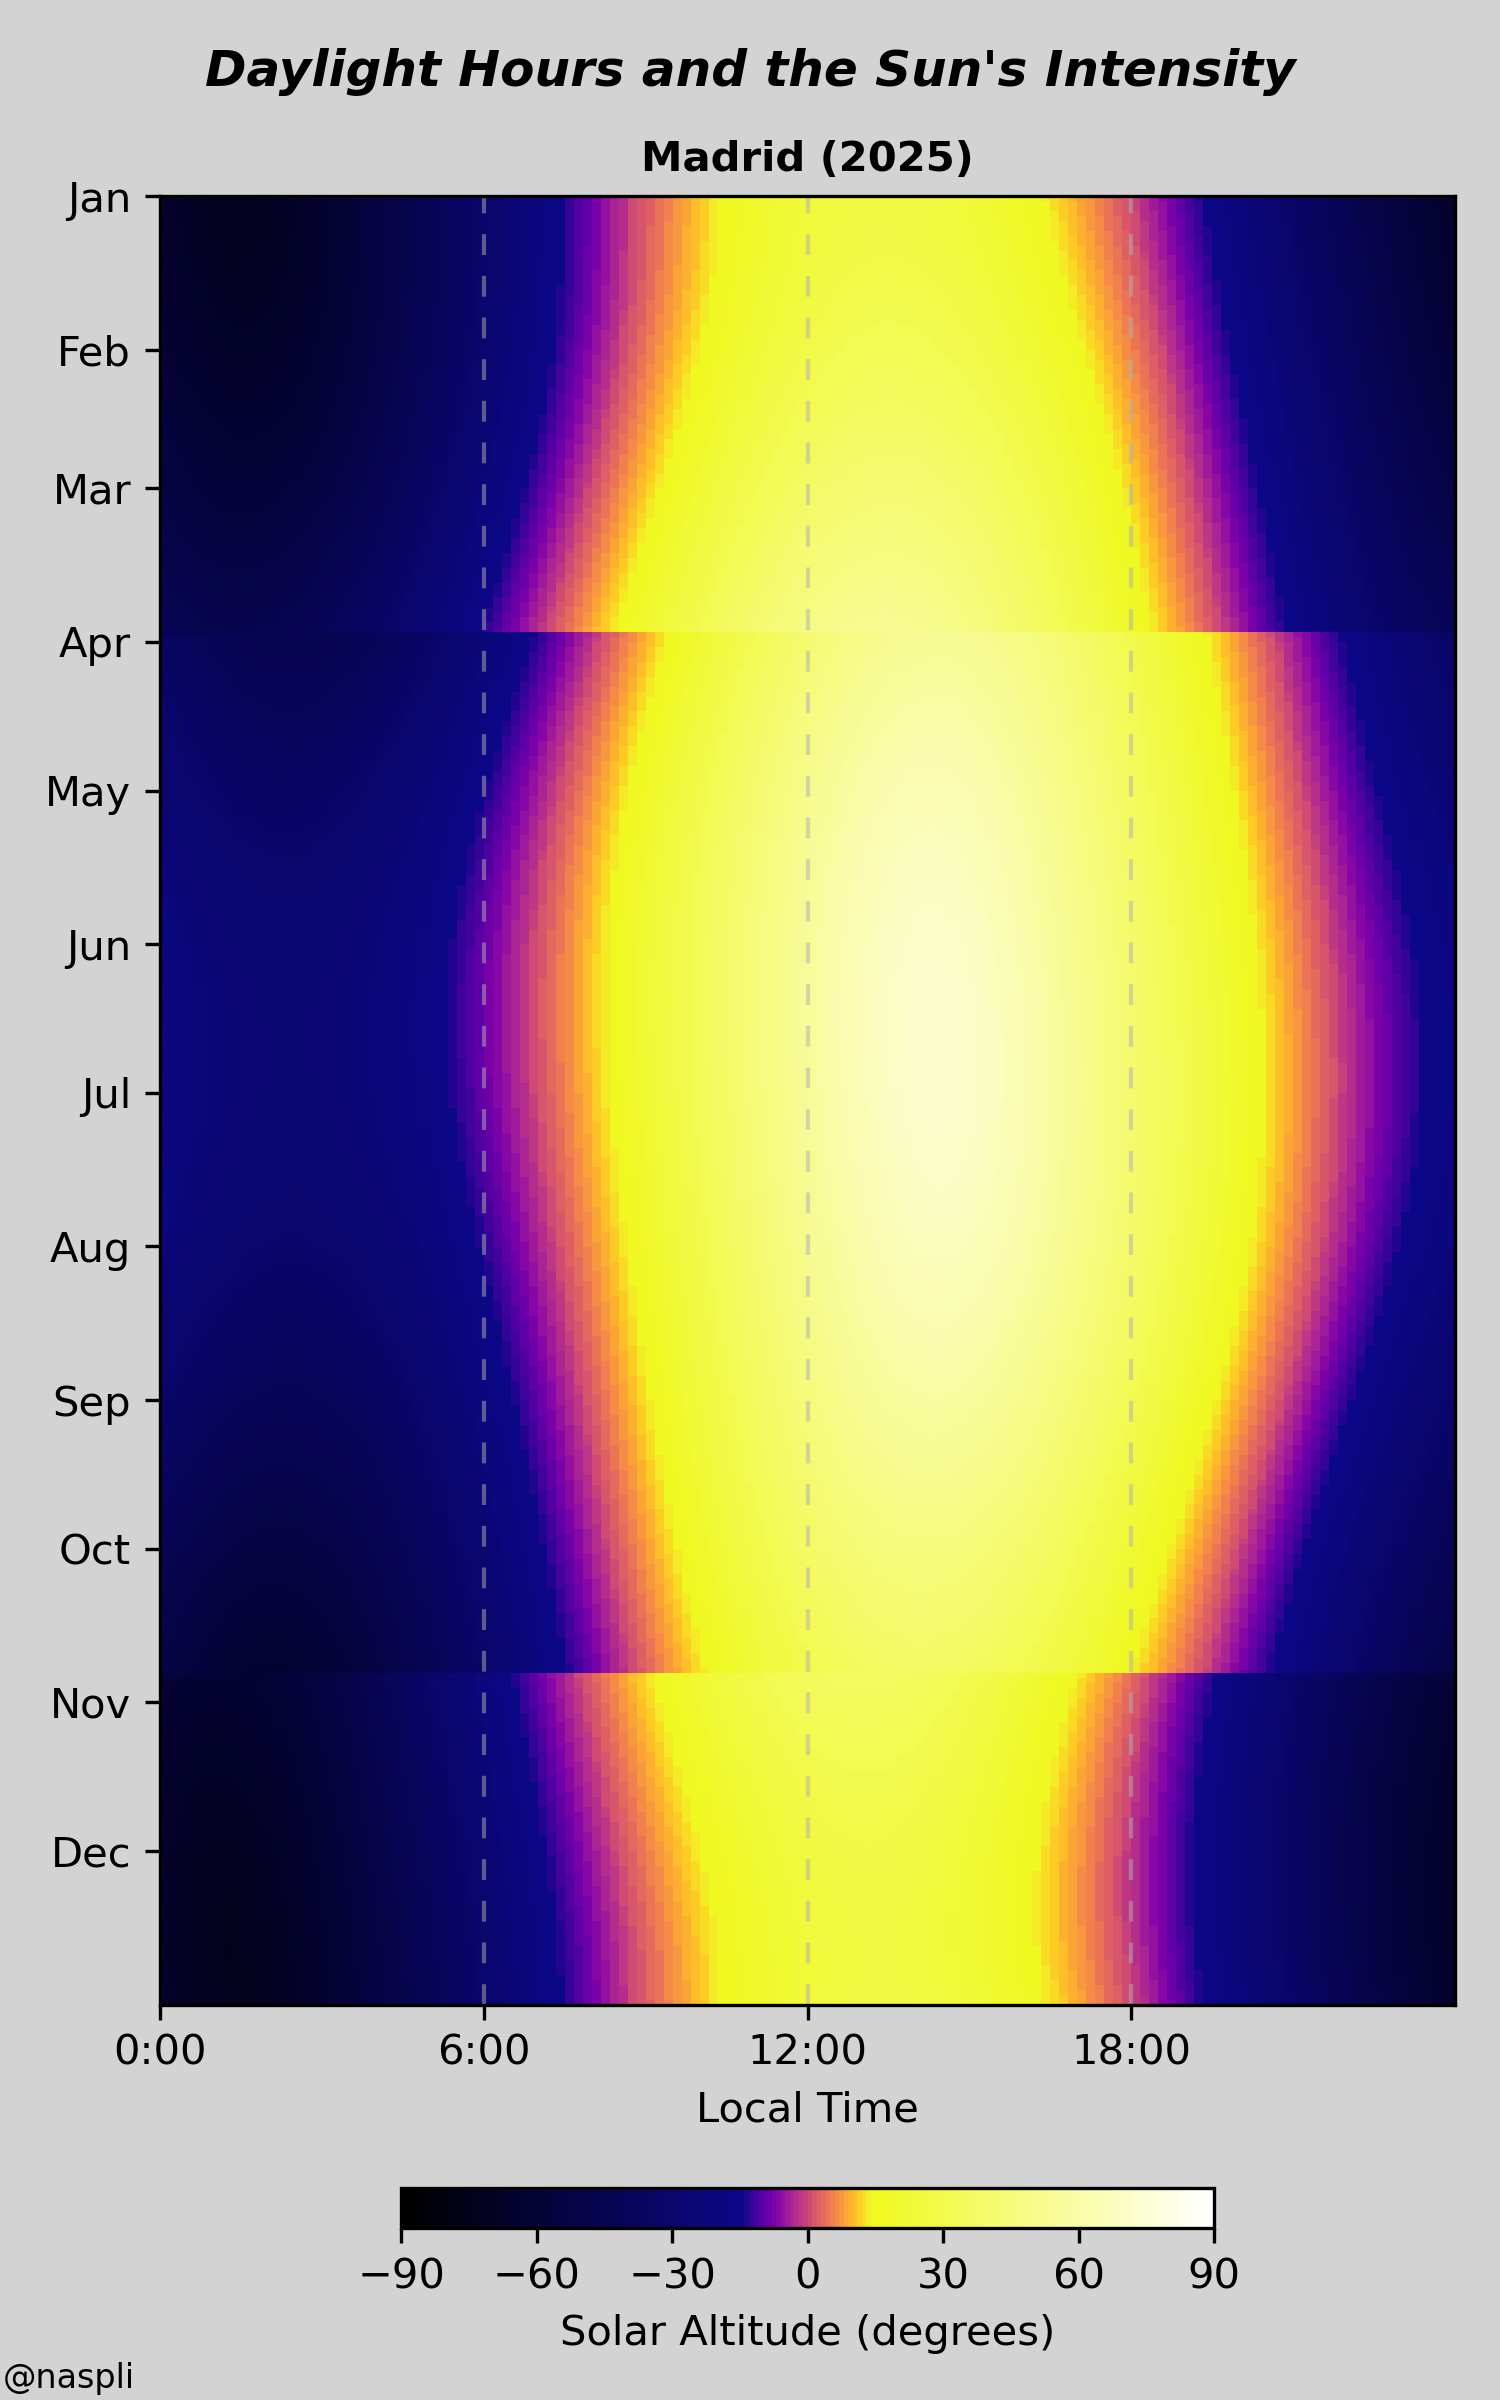 Daylight Hours and the Sun's Intensity
Madrid (2025)
Jan
Feb
Mar
Apr
May
Jun
Jul
Aug
Sep
Oct
Nov
Dec
0:00 6:00 12:00 18:00
Local Time
−90 −60 −30 0 30 60 90
Solar Altitude (degrees)
@naspli